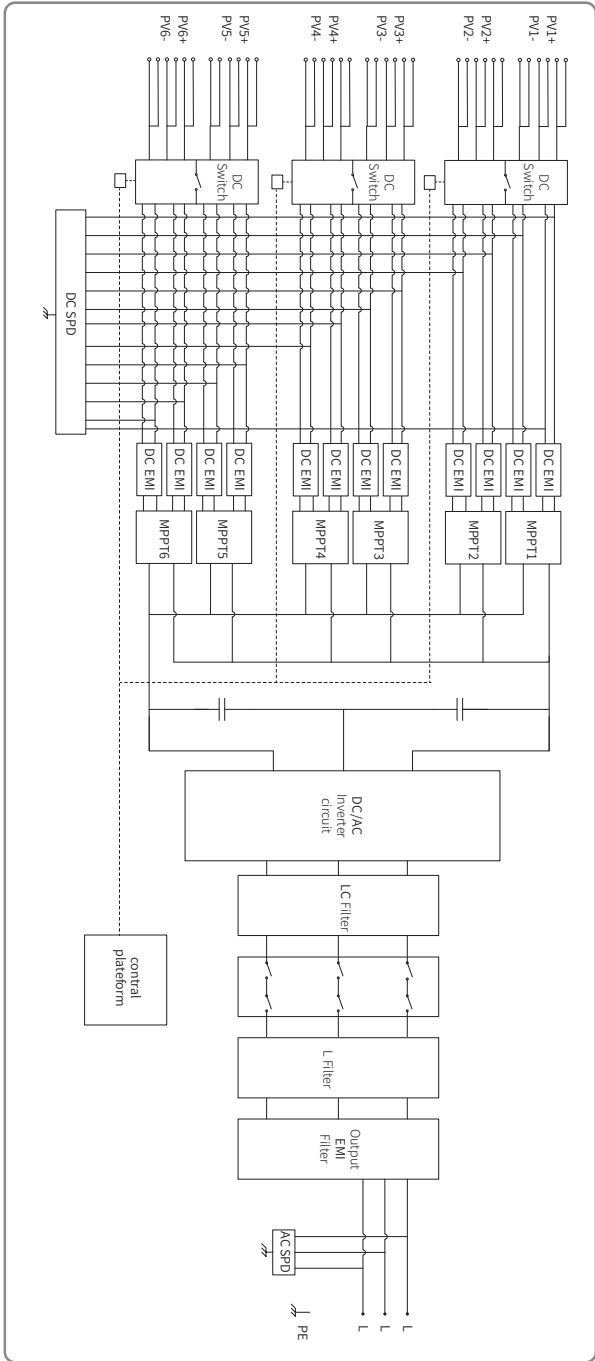 PV1+
PV1-
PV2+
PV2-
PV3+
PV3-
PV4+
PV4-
PV5+
PV5-
PV6+
PV6-
DC
Switch
DC
Switch
DC
Switch
DC SPD
DC EMI
DC EMI
DC EMI
DC EMI
DC EMI
DC EMI
DC EMI
DC EMI
DC EMI
DC EMI
DC EMI
DC EMI
MPPT1
MPPT2
MPPT3
MPPT4
MPPT5
MPPT6
DC/AC
Inverter
circuit
LC Filter
contral
plateform
L Filter
Output
EMI
Filter
AC SPD
L
L
L
PE